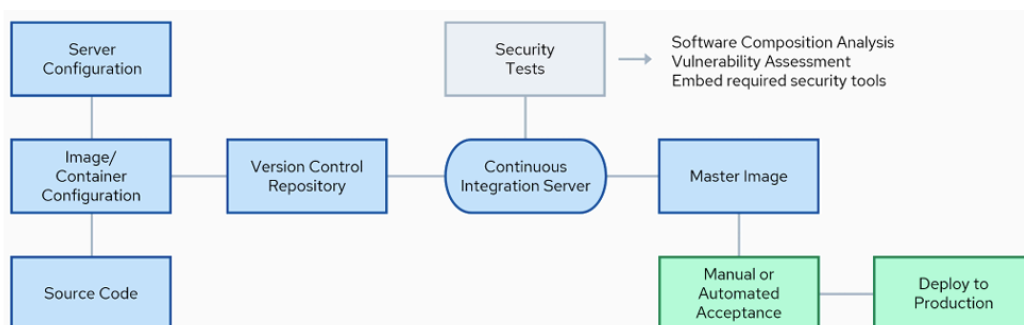 Server
Configuration
Security
Tests
Software Composition Analysis
Vulnerability Assessment
Embed required security tools
Image/
Container
Configuration
Version Control
Repository
Continuous
Integration Server
Master Image
Source Code
Manual or
Automated
Acceptance
Deploy to
Production